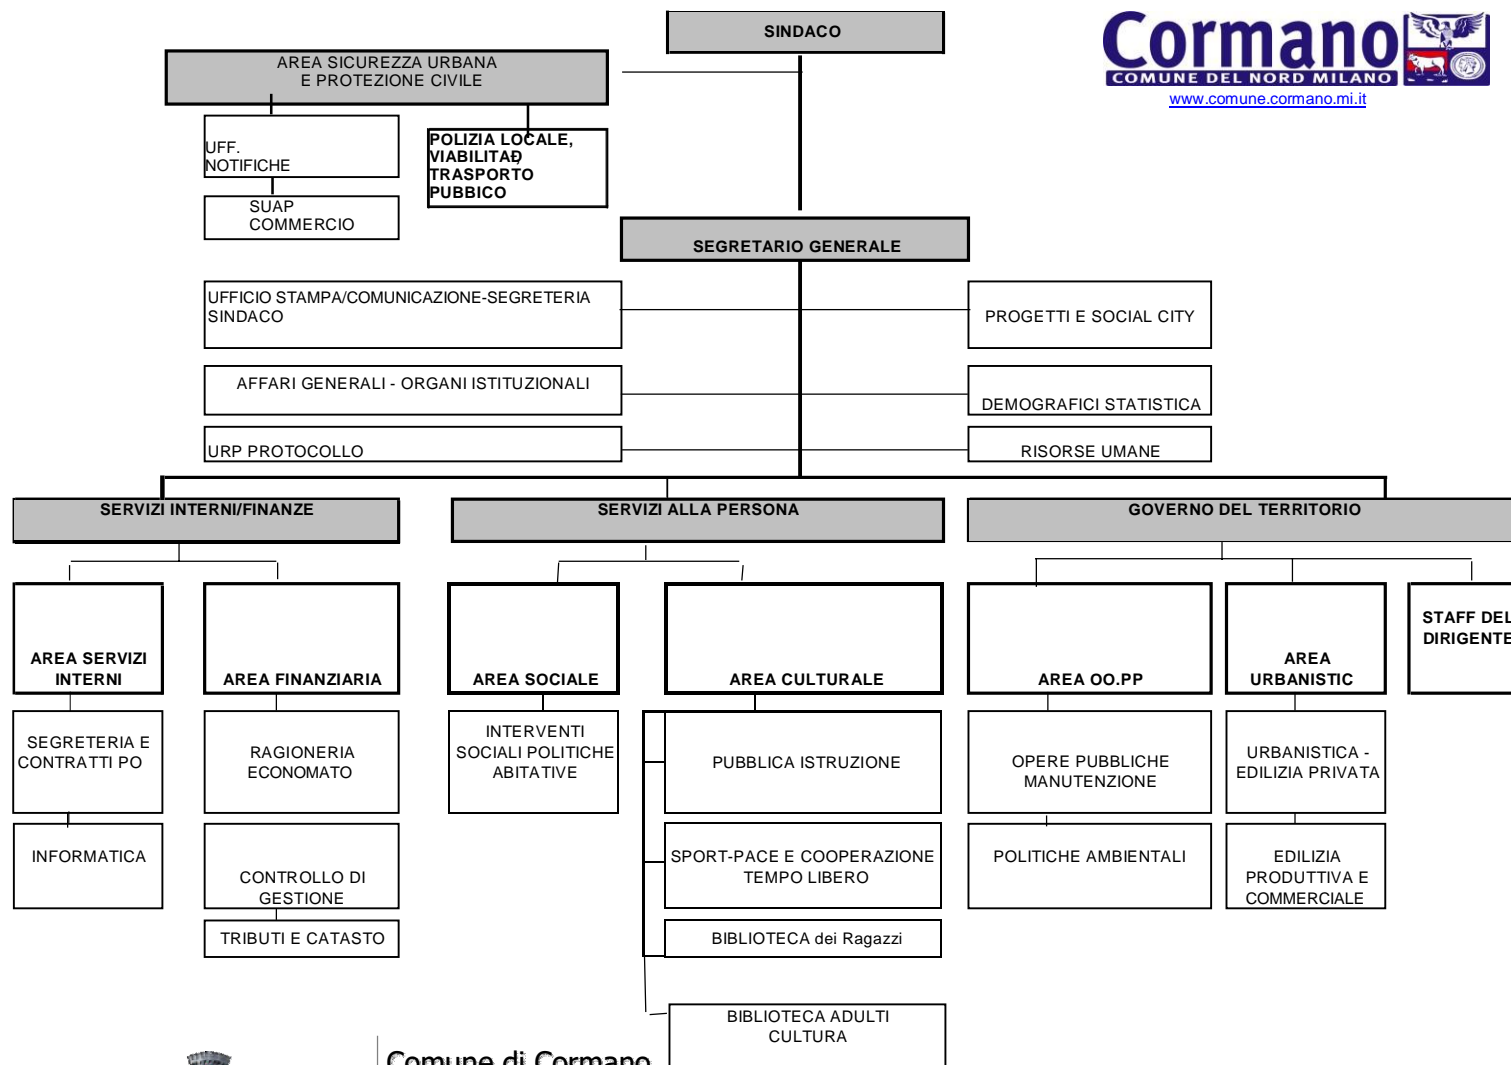 SINDACO
Cormano
COMUNE DEL NORD MILANO
www.comune.cormano.mi.it
AREA SICUREZZA URBANA
E PROTEZIONE CIVILE
UFF.
NOTIFICHE
POLIZIA LOCALE,
VIABILITAĐ,
TRASPORTO
PUBBICO
SUAP
COMMERCIO
SEGRETARIO GENERALE
UFFICIO STAMPA/COMUNICAZIONE-SEGRETERIA
SINDACO
PROGETTI E SOCIAL CITY
AFFARI GENERALI - ORGANI ISTITUZIONALI
DEMOGRAFICI STATISTICA
URP PROTOCOLLO
RISORSE UMANE
SERVIZI INTERNI/FINANZE
SERVIZI ALLA PERSONA
GOVERNO DEL TERRITORIO
AREA SERVIZI
INTERNI
AREA FINANZIARIA
AREA SOCIALE
AREA CULTURALE
AREA OO.PP
AREA
URBANISTIC
STAFF DEL
DIRIGENTE
SEGRETERIA E
CONTRATTI PO
RAGIONERIA
ECONOMATO
INTERVENTI
SOCIALI POLITICHE
ABITATIVE
PUBBLICA ISTRUZIONE
OPERE PUBBLICHE
MANUTENZIONE
URBANISTICA -
EDILIZIA PRIVATA
INFORMATICA
CONTROLLO DI
GESTIONE
SPORT-PACE E COOPERAZIONE
TEMPO LIBERO
POLITICHE AMBIENTALI
EDILIZIA
PRODUTTIVA E
COMMERCIALE
TRIBUTI E CATASTO
BIBLIOTECA dei Ragazzi
BIBLIOTECA ADULTI
CULTURA
Comune di Cormano